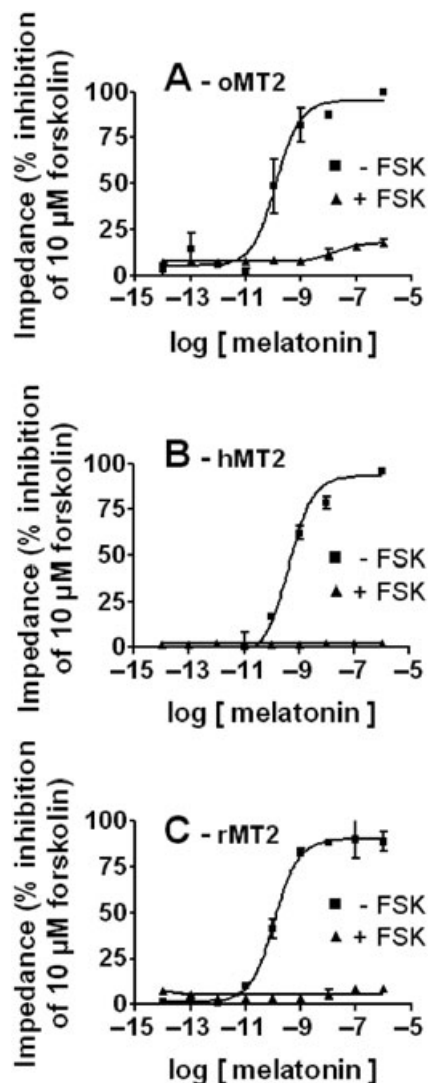 A - oMT2
Impedance (% inhibition
of 10 µM forskolin)
100
75
50
25
0
- FSK
+ FSK
−15 −13 −11 −9 −7 −5
log [ melatonin ]
B - hMT2
Impedance (% inhibition
of 10 µM forskolin)
100
75
50
25
0
- FSK
+ FSK
−15 −13 −11 −9 −7 −5
log [ melatonin ]
C - rMT2
Impedance (% inhibition
of 10 µM forskolin)
100
75
50
25
0
- FSK
+ FSK
−15 −13 −11 −9 −7 −5
log [ melatonin ]